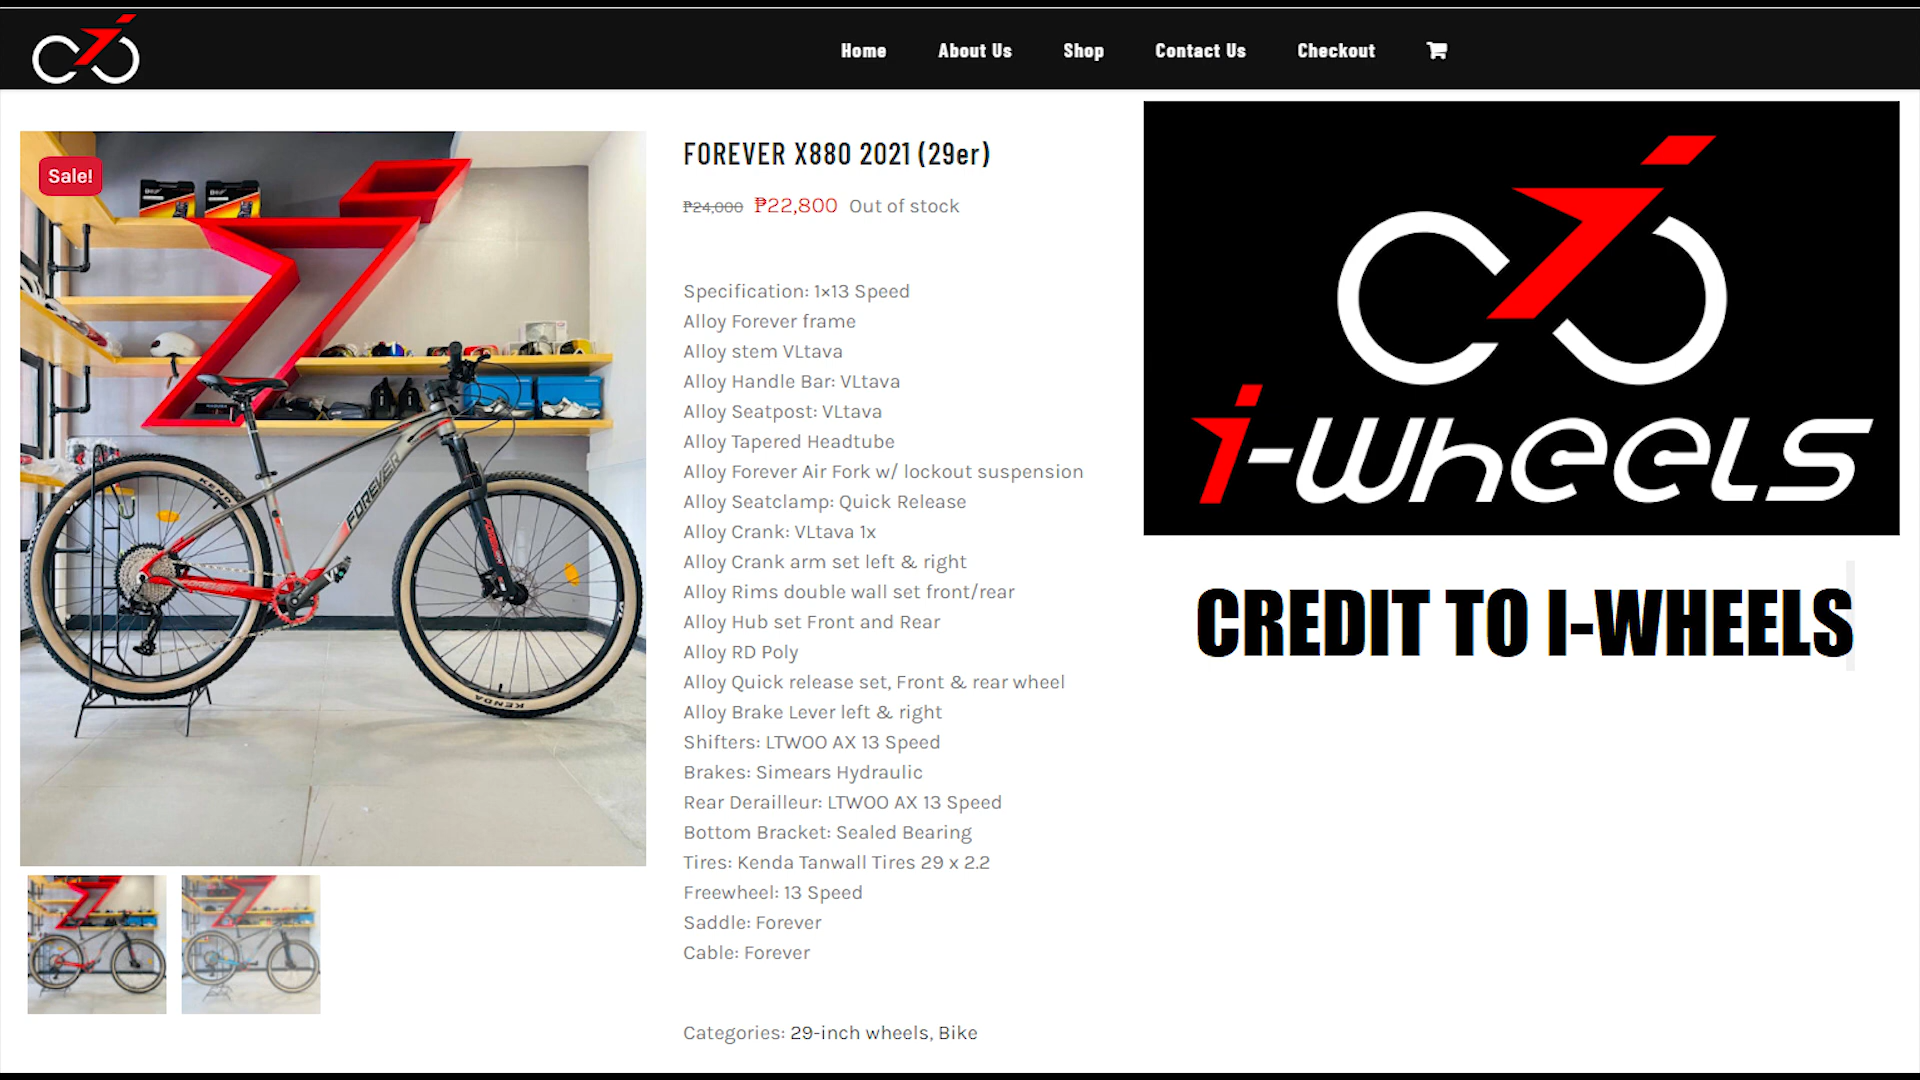 Home About Us Shop Contact Us Checkout
Sale!
FOREVER X880 2021 (29er)
₱24,000 ₱22,800 Out of stock
Specification: 1×13 Speed
Alloy Forever frame
Alloy stem VLtava
Alloy Handle Bar: VLtava
Alloy Seatpost: VLtava
Alloy Tapered Headtube
Alloy Forever Air Fork w/ lockout suspension
Alloy Seatclamp: Quick Release
Alloy Crank: VLtava 1x
Alloy Crank arm set left & right
Alloy Rims double wall set front/rear
Alloy Hub set Front and Rear
Alloy RD Poly
Alloy Quick release set, Front & rear wheel
Alloy Brake Lever left & right
Shifters: LTWOO AX 13 Speed
Brakes: Simears Hydraulic
Rear Derailleur: LTWOO AX 13 Speed
Bottom Bracket: Sealed Bearing
Tires: Kenda Tanwall Tires 29 x 2.2
Freewheel: 13 Speed
Saddle: Forever
Cable: Forever
Categories: 29-inch wheels, Bike
i-wheels
CREDIT TO I-WHEELS
FOREVER
KENDA
KENDA